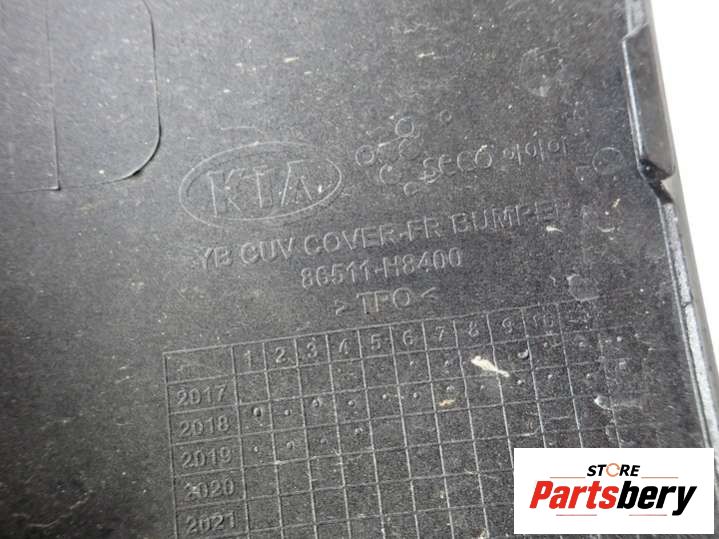 KIA
seco
YB CUV COVER-FR BUMPER
86511-H8400
>TPO<
1 2 3 4 5 6 7 8 9 10
2017
2018
2019
2020
2021
STORE
Partsbery